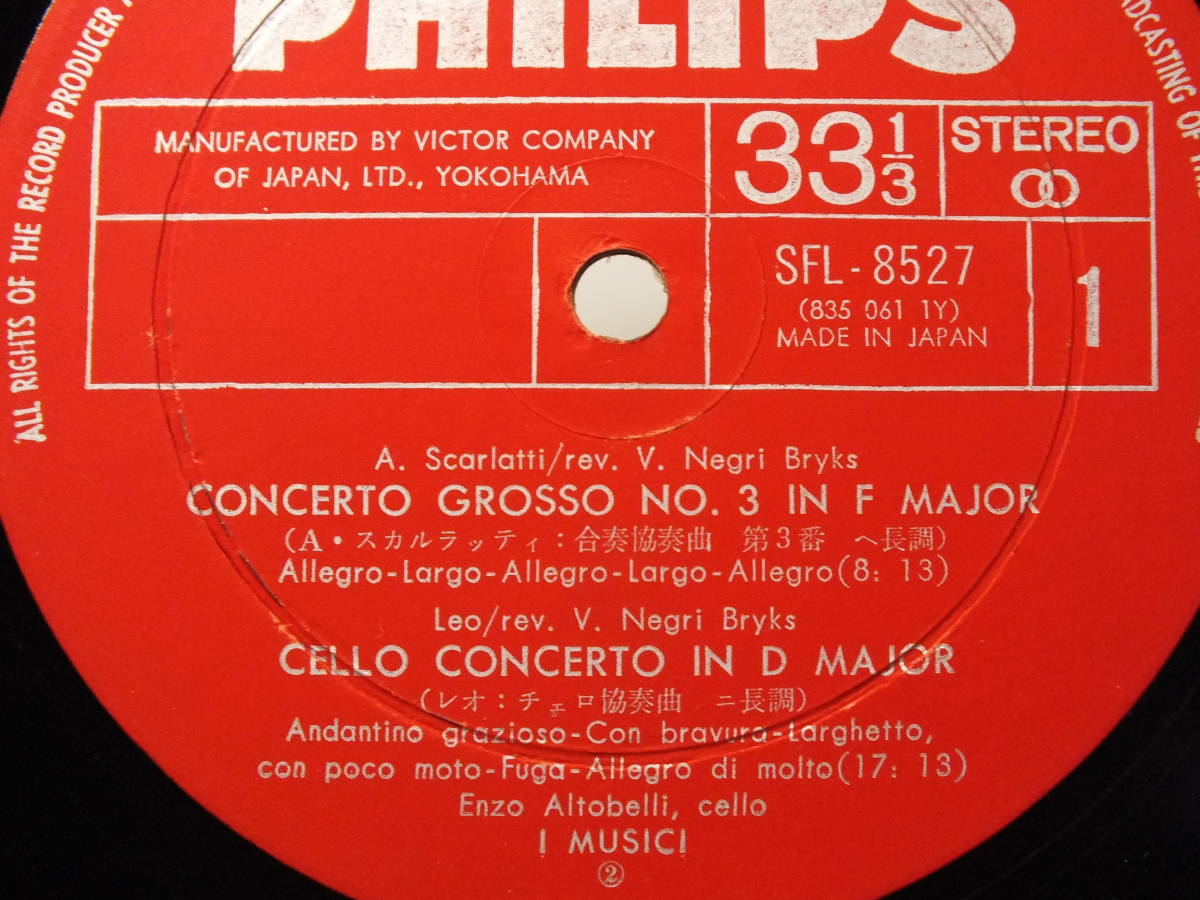 PHILIPS
ALL RIGHTS OF THE RECORD PRODUCER
ADCASTING OF
MANUFACTURED BY VICTOR COMPANY
OF JAPAN, LTD., YOKOHAMA
33 1/3
STEREO
SFL-8527
(835 061 1Y)
MADE IN JAPAN
1
A. Scarlatti/rev. V. Negri Bryks
CONCERTO GROSSO NO. 3 IN F MAJOR
(A・スカルラッティ：合奏協奏曲 第3番 ヘ長調)
Allegro-Largo-Allegro-Largo-Allegro(8: 13)
Leo/rev. V. Negri Bryks
CELLO CONCERTO IN D MAJOR
(レオ：チェロ協奏曲 ニ長調)
Andantino grazioso-Con bravura-Larghetto,
con poco moto-Fuga-Allegro di molto(17: 13)
Enzo Altobelli, cello
I MUSICI
②